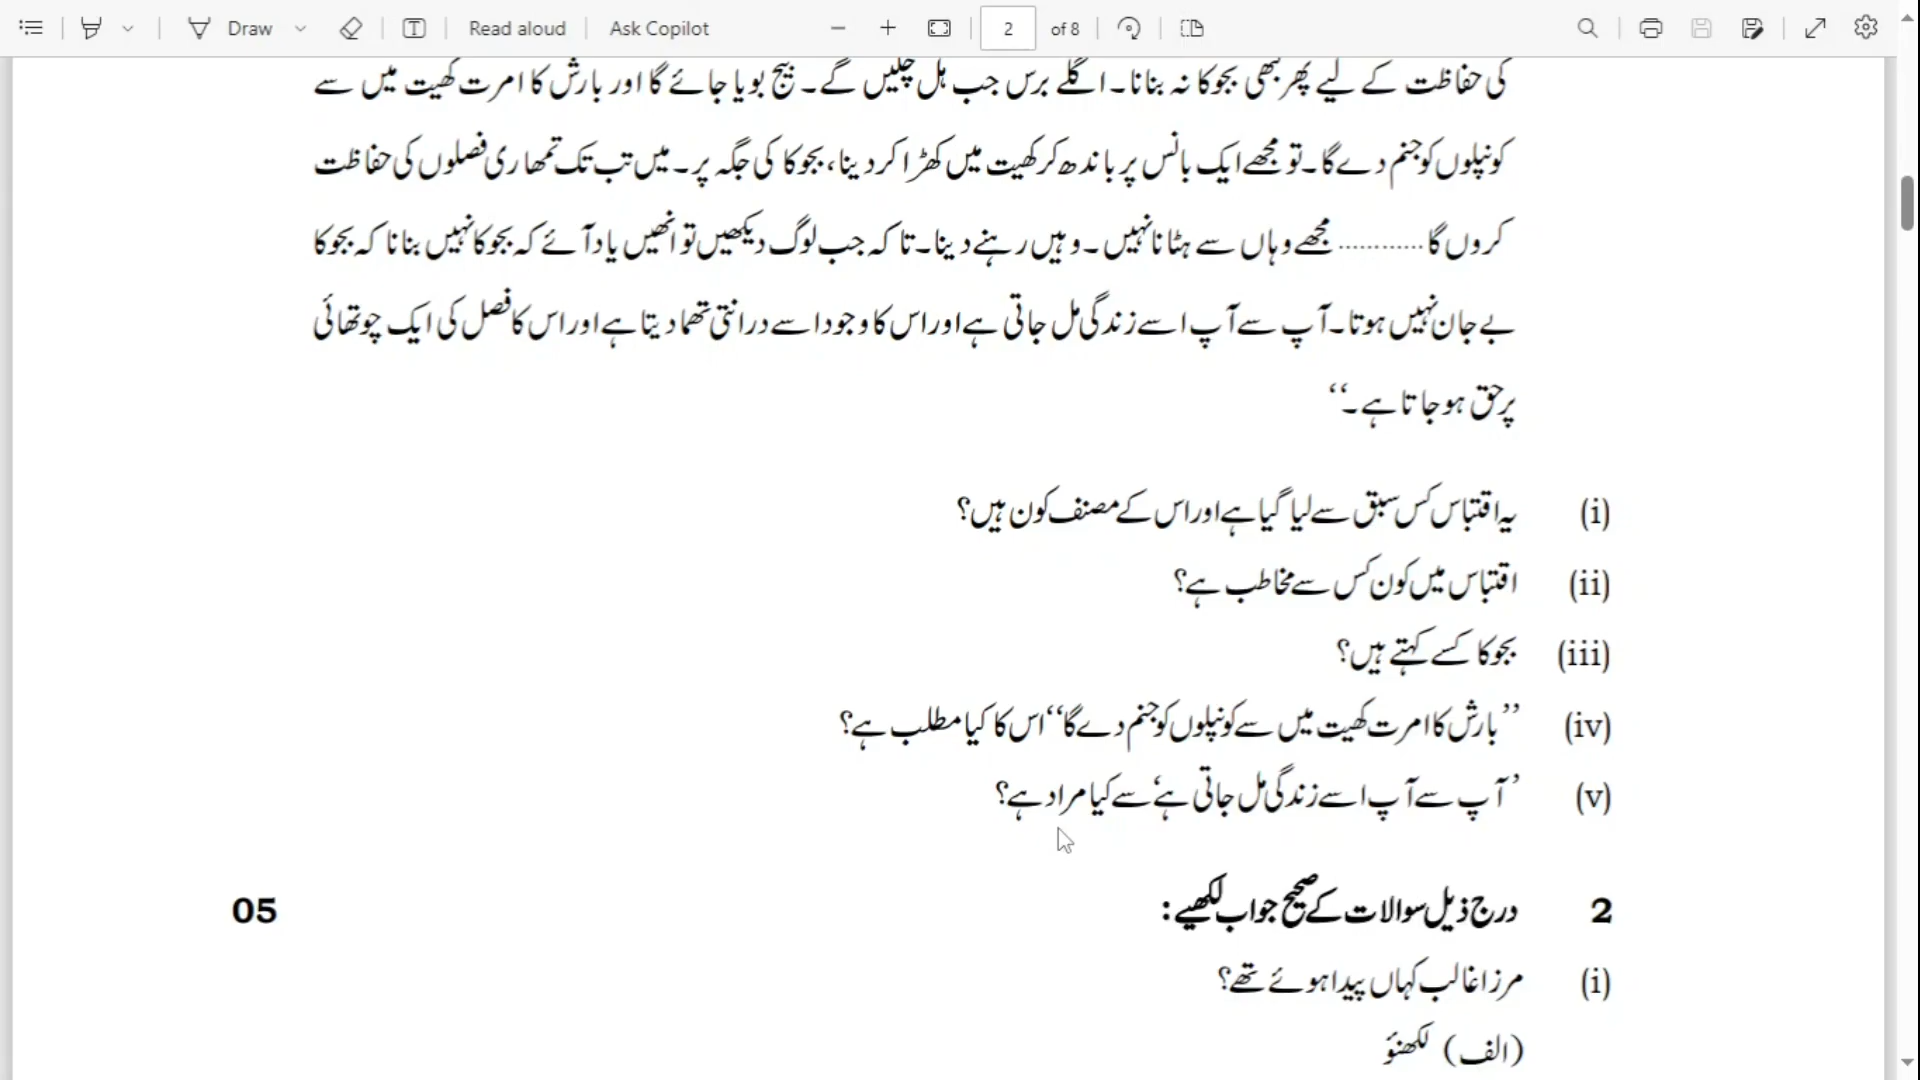 Draw Read aloud Ask Copilot 2 of 8
کی حفاظت کے لیے پھر بھی بجوکا نہ بنانا۔ اگلے برس جب ہل چلیں گے۔ بیج بویا جائے گا اور بارش کا امرت کھیت میں سے
کونپلوں کو جنم دے گا۔ تو مجھے ایک بانس پر باندھ کر کھیت میں کھڑا کر دینا، بجوکا کی جگہ پر۔ میں تب تک تمھاری فصلوں کی حفاظت
کروں گا ............ مجھے وہاں سے ہٹانا نہیں۔ وہیں رہنے دینا۔ تا کہ جب لوگ دیکھیں تو انھیں یاد آئے کہ بجوکا نہیں بنانا کہ بجوکا
بے جان نہیں ہوتا۔ آپ سے آپ اسے زندگی مل جاتی ہے اور اس کا وجود اسے درانتی تھما دیتا ہے اور اس کا فصل کی ایک چوتھائی
پر حق ہو جاتا ہے۔‘‘
(i) یہ اقتباس کس سبق سے لیا گیا ہے اور اس کے مصنف کون ہیں؟
(ii) اقتباس میں کون کس سے مخاطب ہے؟
(iii) بجوکا کسے کہتے ہیں؟
(iv) ’’بارش کا امرت کھیت میں سے کونپلوں کو جنم دے گا‘‘ اس کا کیا مطلب ہے؟
(v) ’آپ سے آپ اسے زندگی مل جاتی ہے‘ سے کیا مراد ہے؟
2 درج ذیل سوالات کے صحیح جواب لکھیے: 05
(i) مرزا غالب کہاں پیدا ہوئے تھے؟
(الف) لکھنؤ